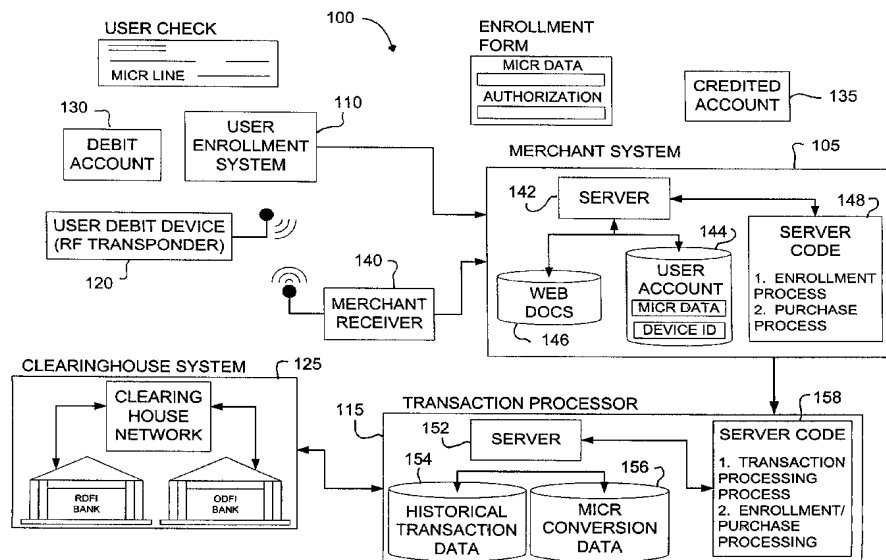 USER CHECK
MICR LINE
100
ENROLLMENT
FORM
MICR DATA
AUTHORIZATION
CREDITED
ACCOUNT
135
130
DEBIT
ACCOUNT
110
USER
ENROLLMENT
SYSTEM
105
MERCHANT SYSTEM
142
SERVER
148
SERVER
CODE
1. ENROLLMENT
PROCESS
2. PURCHASE
PROCESS
144
USER
ACCOUNT
MICR DATA
DEVICE ID
WEB
DOCS
146
USER DEBIT DEVICE
(RF TRANSPONDER)
120
140
MERCHANT
RECEIVER
CLEARINGHOUSE SYSTEM
125
CLEARING
HOUSE
NETWORK
RDFI
BANK
ODFI
BANK
115
TRANSACTION PROCESSOR
152
SERVER
158
SERVER CODE
1. TRANSACTION
PROCESSING
PROCESS
2. ENROLLMENT/
PURCHASE
PROCESSING
154
HISTORICAL
TRANSACTION
DATA
156
MICR
CONVERSION
DATA